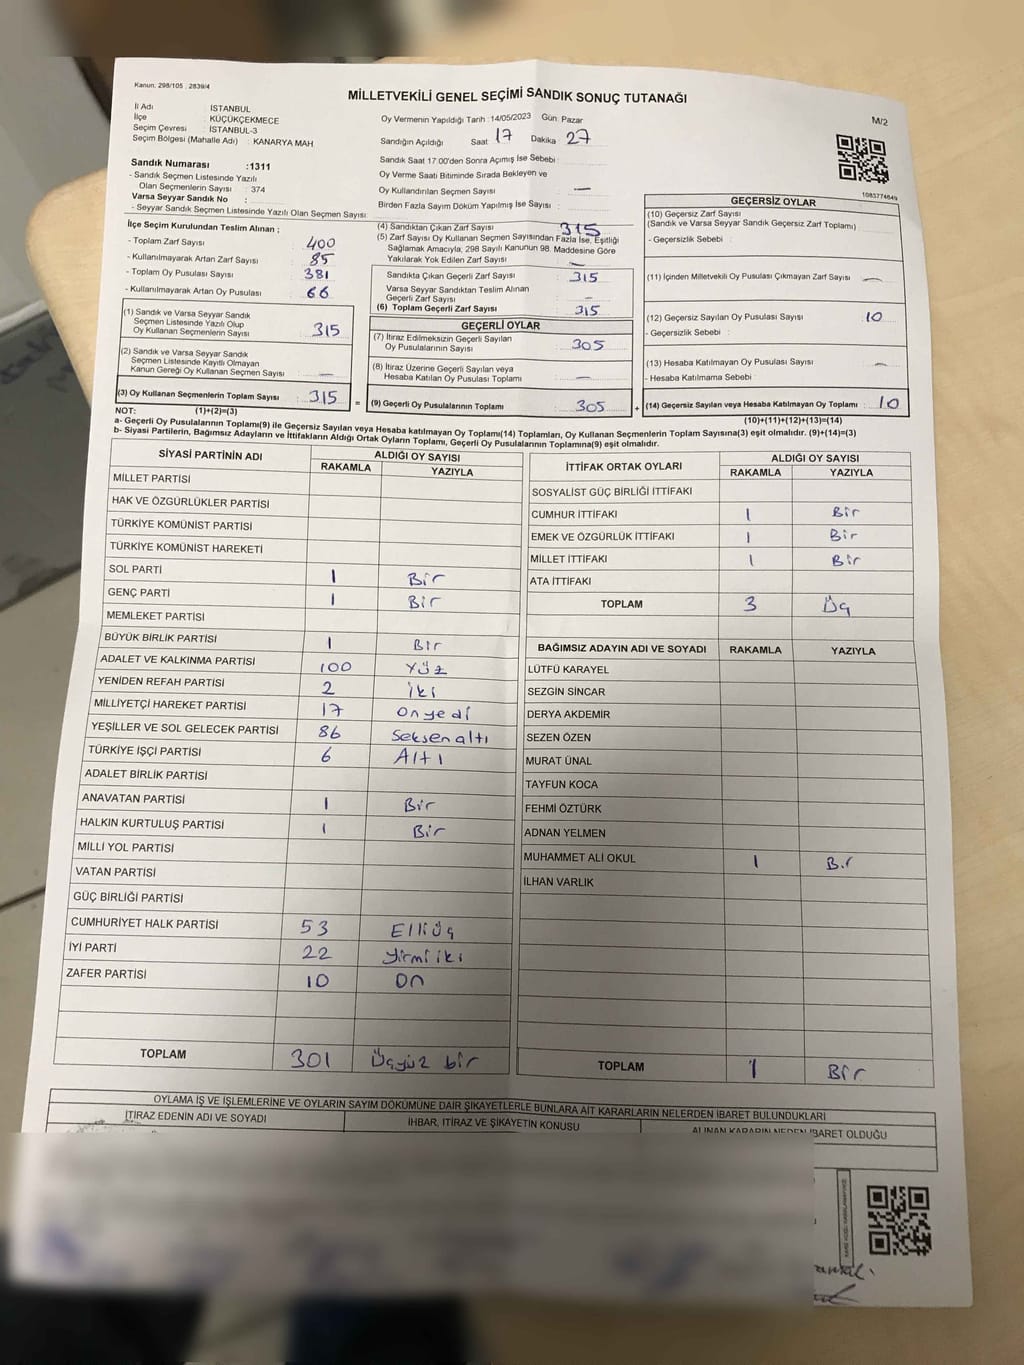 Kanun: 298/105 , 2839/4
MİLLETVEKİLİ GENEL SEÇİMİ SANDIK SONUÇ TUTANAĞI
M/2
İl Adı : İSTANBUL
İlçe : KÜÇÜKÇEKMECE
Seçim Çevresi : İSTANBUL-3
Seçim Bölgesi (Mahalle Adı) : KANARYA MAH
Sandık Numarası :1311
- Sandık Seçmen Listesinde Yazılı
Olan Seçmenlerin Sayısı : 374
Varsa Seyyar Sandık No :
- Seyyar Sandık Seçmen Listesinde Yazılı Olan Seçmen Sayısı :
Oy Vermenin Yapıldığı Tarih :14/05/2023 Gün: Pazar
Sandığın Açıldığı Saat : 17 Dakika : 27
Sandık Saat 17:00'den Sonra Açımış İse Sebebi :
Oy Verme Saati Bitiminde Sırada Bekleyen ve
Oy Kullandırılan Seçmen Sayısı : —
Birden Fazla Sayım Döküm Yapılmış İse Sayısı :
1083774849
İlçe Seçim Kurulundan Teslim Alınan ;
- Toplam Zarf Sayısı : 400
- Kullanılmayarak Artan Zarf Sayısı : 85
- Toplam Oy Pusulası Sayısı : 381
- Kullanılmayarak Artan Oy Pusulası : 66
(1) Sandık ve Varsa Seyyar Sandık
Seçmen Listesinde Yazılı Olup
Oy Kullanan Seçmenlerin Sayısı : 315
(2) Sandık ve Varsa Seyyar Sandık
Seçmen Listesinde Kayıtlı Olmayan
Kanun Gereği Oy Kullanan Seçmen Sayısı : —
(3) Oy Kullanan Seçmenlerin Toplam Sayısı : 315 =
(4) Sandıktan Çıkan Zarf Sayısı : 315
(5) Zarf Sayısı Oy Kullanan Seçmen Sayısından Fazla İse, Eşitliği
Sağlamak Amacıyla, 298 Sayılı Kanunun 98. Maddesine Göre
Yakılarak Yok Edilen Zarf Sayısı : —
Sandıkta Çıkan Geçerli Zarf Sayısı : 315
Varsa Seyyar Sandıktan Teslim Alınan
Geçerli Zarf Sayısı : —
(6) Toplam Geçerli Zarf Sayısı : 315
GEÇERLİ OYLAR
(7) İtiraz Edilmeksizin Geçerli Sayılan
Oy Pusulalarının Sayısı : 305
(8) İtiraz Üzerine Geçerli Sayılan veya
Hesaba Katılan Oy Pusulası Toplamı : —
(9) Geçerli Oy Pusulalarının Toplamı : 305 +
GEÇERSİZ OYLAR
(10) Geçersiz Zarf Sayısı
(Sandık ve Varsa Seyyar Sandık Geçersiz Zarf Toplamı) :
- Geçersizlik Sebebi :
(11) İçinden Milletvekili Oy Pusulası Çıkmayan Zarf Sayısı : —
(12) Geçersiz Sayılan Oy Pusulası Sayısı : 10
- Geçersizlik Sebebi :
(13) Hesaba Katılmayan Oy Pusulası Sayısı : —
- Hesaba Katılmama Sebebi :
(14) Geçersiz Sayılan veya Hesaba Katılmayan Oy Toplamı : 10
NOT: (1)+(2)=(3)
(10)+(11)+(12)+(13)=(14)
a- Geçerli Oy Pusulalarının Toplam(9) ile Geçersiz Sayılan veya Hesaba Katılmayan Oy Toplamı(14) Toplamları, Oy Kullanan Seçmenlerin Toplam Sayısına(3) eşit olmalıdır. (9)+(14)=(3)
b- Siyasi Partilerin, Bağımsız Adayların ve İttifakların Aldığı Ortak Oyların Toplamı, Geçerli Oy Pusulalarının Toplamına(9) eşit olmalıdır.
SİYASİ PARTİNİN ADI ALDIĞI OY SAYISI
RAKAMLA YAZIYLA
MİLLET PARTİSİ
HAK VE ÖZGÜRLÜKLER PARTİSİ
TÜRKİYE KOMÜNİST PARTİSİ
TÜRKİYE KOMÜNİST HAREKETİ
SOL PARTİ 1 Bir
GENÇ PARTİ 1 Bir
MEMLEKET PARTİSİ
BÜYÜK BİRLİK PARTİSİ 1 Bir
ADALET VE KALKINMA PARTİSİ 100 Yüz
YENİDEN REFAH PARTİSİ 2 iki
MİLLİYETÇİ HAREKET PARTİSİ 17 onyedi
YEŞİLLER VE SOL GELECEK PARTİSİ 86 Seksenaltı
TÜRKİYE İŞÇİ PARTİSİ 6 Altı
ADALET BİRLİK PARTİSİ
ANAVATAN PARTİSİ 1 Bir
HALKIN KURTULUŞ PARTİSİ 1 Bir
MİLLİ YOL PARTİSİ
VATAN PARTİSİ
GÜÇ BİRLİĞİ PARTİSİ
CUMHURİYET HALK PARTİSİ 53 Elliüç
İYİ PARTİ 22 yirmi iki
ZAFER PARTİSİ 10 On
TOPLAM 301 Üçyüz bir
İTTİFAK ORTAK OYLARI ALDIĞI OY SAYISI
RAKAMLA YAZIYLA
SOSYALİST GÜÇ BİRLİĞİ İTTİFAKI
CUMHUR İTTİFAKI 1 Bir
EMEK VE ÖZGÜRLÜK İTTİFAKI 1 Bir
MİLLET İTTİFAKI 1 Bir
ATA İTTİFAKI
TOPLAM 3 Üç
BAĞIMSIZ ADAYIN ADI VE SOYADI RAKAMLA YAZIYLA
LÜTFÜ KARAYEL
SEZGİN SİNCAR
DERYA AKDEMİR
SEZEN ÖZEN
MURAT ÜNAL
TAYFUN KOCA
FEHMİ ÖZTÜRK
ADNAN YELMEN
MUHAMMET ALİ OKUL 1 Bir
İLHAN VARLIK
TOPLAM 1 Bir
OYLAMA İŞ VE İŞLEMLERİNE VE OYLARIN SAYIM DÖKÜMÜNE DAİR ŞİKAYETLERLE BUNLARA AİT KARARLARIN NELERDEN İBARET BULUNDUKLARI
İTİRAZ EDENİN ADI VE SOYADI İHBAR, İTİRAZ VE ŞİKAYETİN KONUSU ALINAN KARARIN NEDEN İBARET OLDUĞU